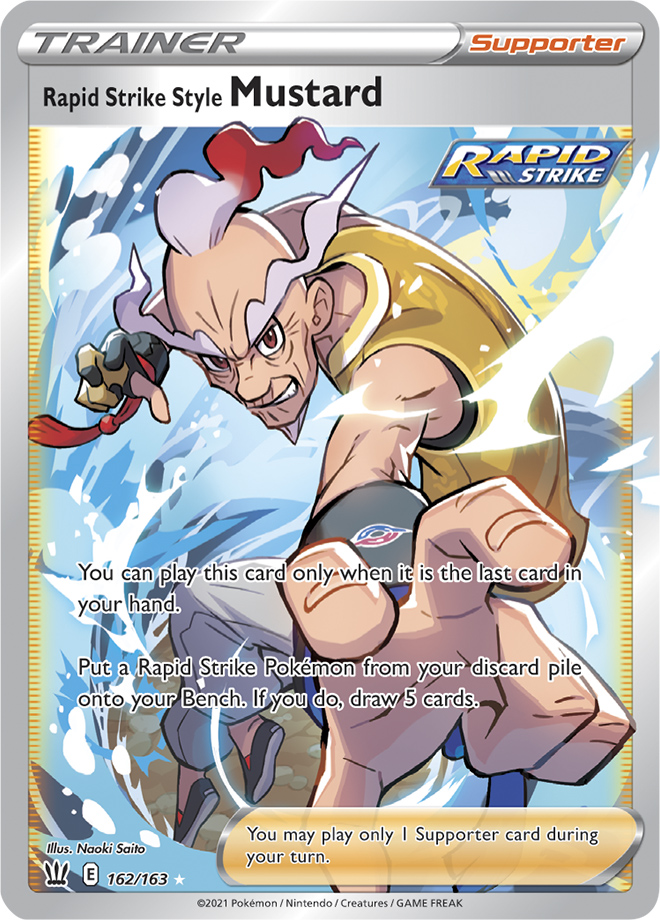 TRAINER Supporter
Rapid Strike Style Mustard
RAPID
STRIKE
You can play this card only when it is the last card in
your hand.
Put a Rapid Strike Pokémon from your discard pile
onto your Bench. If you do, draw 5 cards.
You may play only 1 Supporter card during
your turn.
Illus. Naoki Saito
E 162/163
©2021 Pokémon / Nintendo / Creatures / GAME FREAK